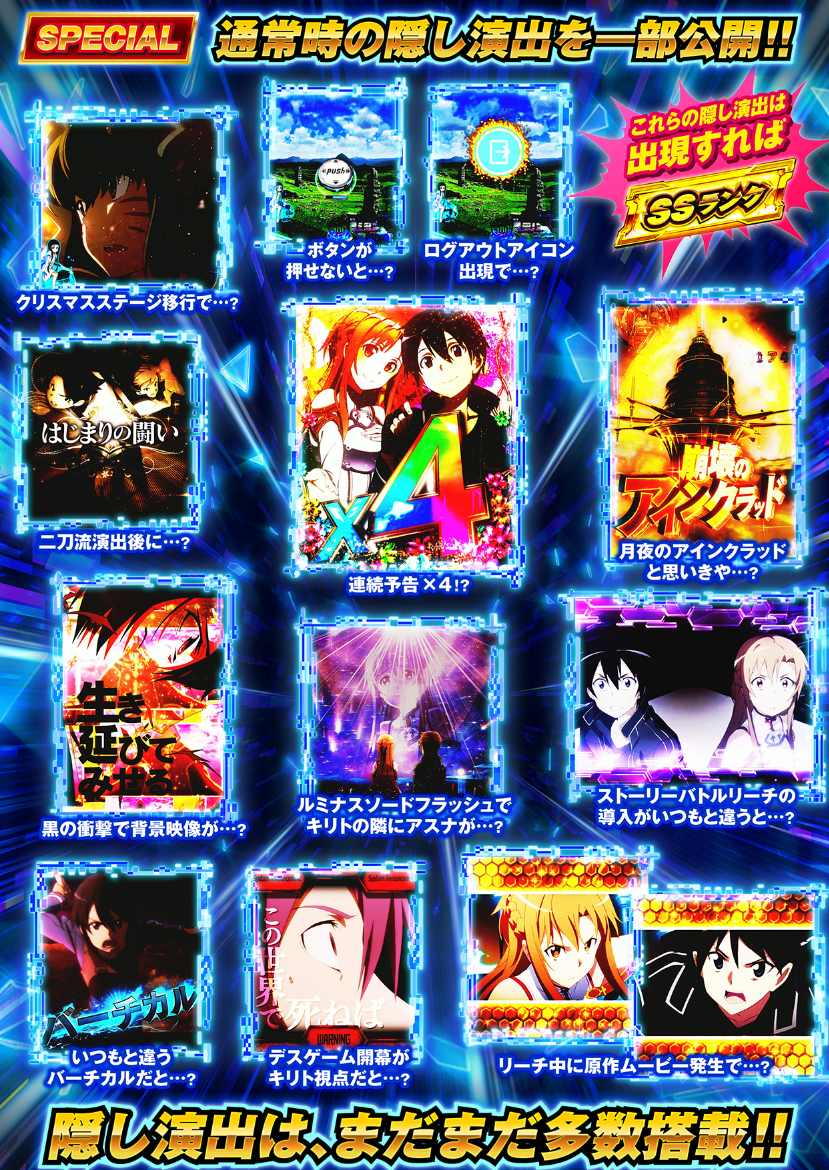 SPECIAL 通常時の隠し演出を一部公開!!
これらの隠し演出は
出現すれば
SSランク
クリスマスステージ移行で…?
PUSH
ボタンが
押せないと…?
ログアウトアイコン
出現で…?
はじまりの闘い
二刀流演出後に…?
×4
連続予告×4!?
崩壊の
アインクラッド
月夜のアインクラッド
と思いきや…?
生き
延びて
みせる
黒の衝撃で背景映像が…?
ルミナスソードフラッシュで
キリトの隣にアスナが…?
ストーリーバトルリーチの
導入がいつもと違うと…?
バーチカル
いつもと違う
バーチカルだと…?
この世界で
死ねば
WARNING
デスゲーム開幕が
キリト視点だと…?
リーチ中に原作ムービー発生で…?
隠し演出は、まだまだ多数搭載!!